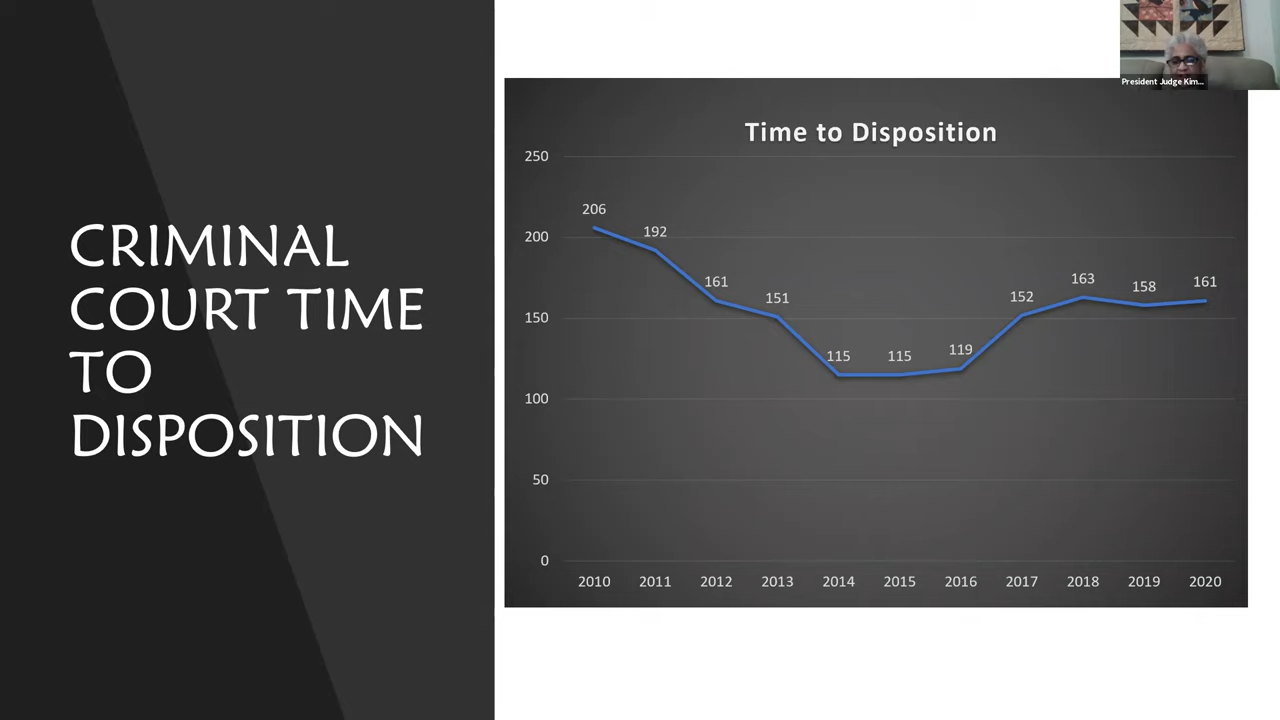 President Judge Kim...
CRIMINAL
COURT TIME
TO
DISPOSITION
Time to Disposition
250
200
150
100
50
0
206
192
161
151
115
115
119
152
163
158
161
2010 2011 2012 2013 2014 2015 2016 2017 2018 2019 2020